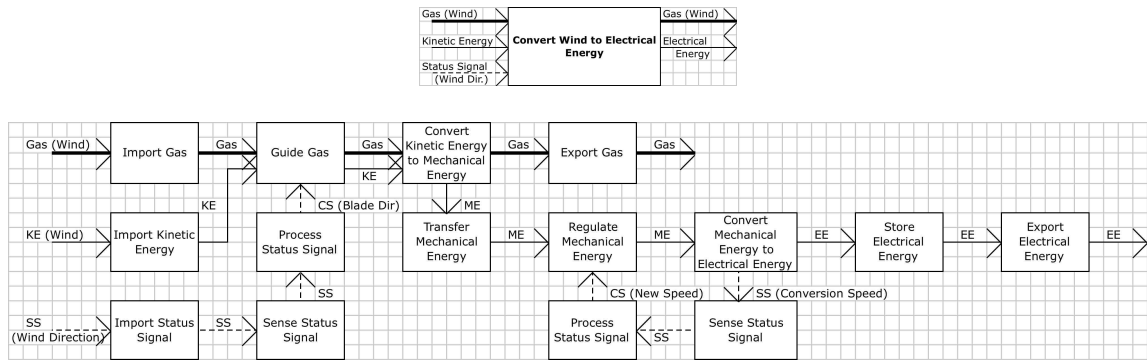 Gas (Wind)
Gas (Wind)
Kinetic Energy
Convert Wind to Electrical
Energy
Electrical
Energy
Status Signal
(Wind Dir.)
Gas (Wind)
Import Gas
Gas
Guide Gas
Gas
Convert
Kinetic Energy
to Mechanical
Energy
Gas
Export Gas
Gas
KE
KE
CS (Blade Dir)
ME
KE (Wind)
Import Kinetic
Energy
Process
Status Signal
Transfer
Mechanical
Energy
ME
Regulate
Mechanical
Energy
ME
Convert
Mechanical
Energy to
Electrical Energy
EE
Store
Electrical
Energy
EE
Export
Electrical
Energy
EE
SS
CS (New Speed)
SS (Conversion Speed)
SS
(Wind Direction)
Import Status
Signal
SS
Sense Status
Signal
Process
Status Signal
SS
Sense Status
Signal